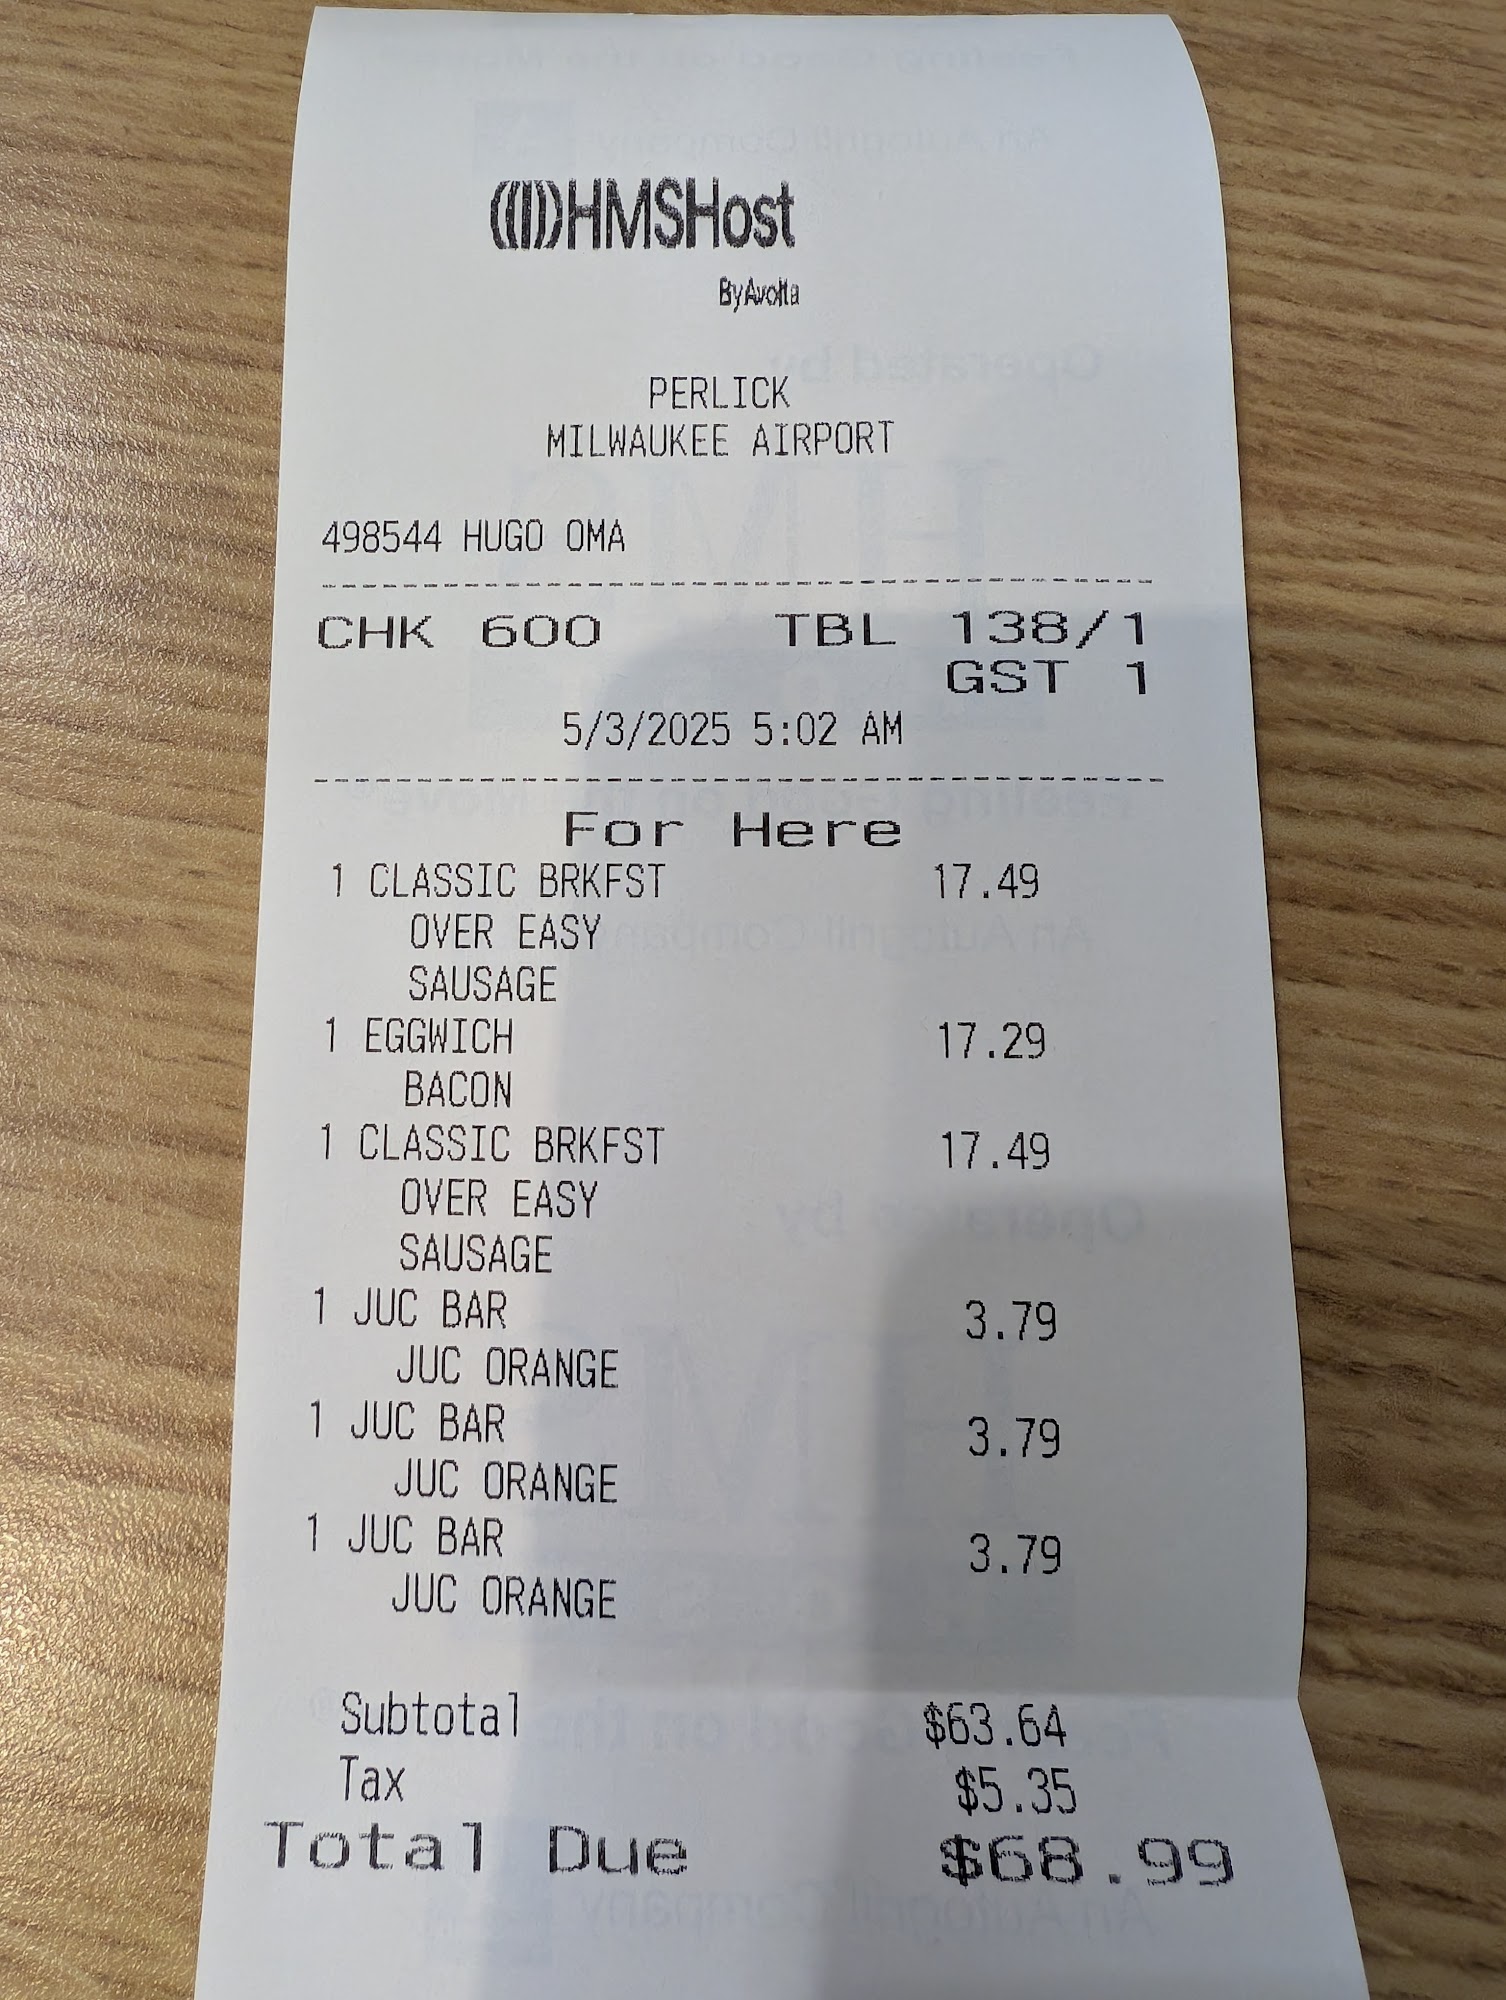 HMSHost
By Avolta
PERLICK
MILWAUKEE AIRPORT
498544 HUGO OMA
CHK 600 TBL 138/1
GST 1
5/3/2025 5:02 AM
For Here
1 CLASSIC BRKFST 17.49
OVER EASY
SAUSAGE
1 EGGWICH 17.29
BACON
1 CLASSIC BRKFST 17.49
OVER EASY
SAUSAGE
1 JUC BAR 3.79
JUC ORANGE
1 JUC BAR 3.79
JUC ORANGE
1 JUC BAR 3.79
JUC ORANGE
Subtotal $63.64
Tax $5.35
Total Due $68.99